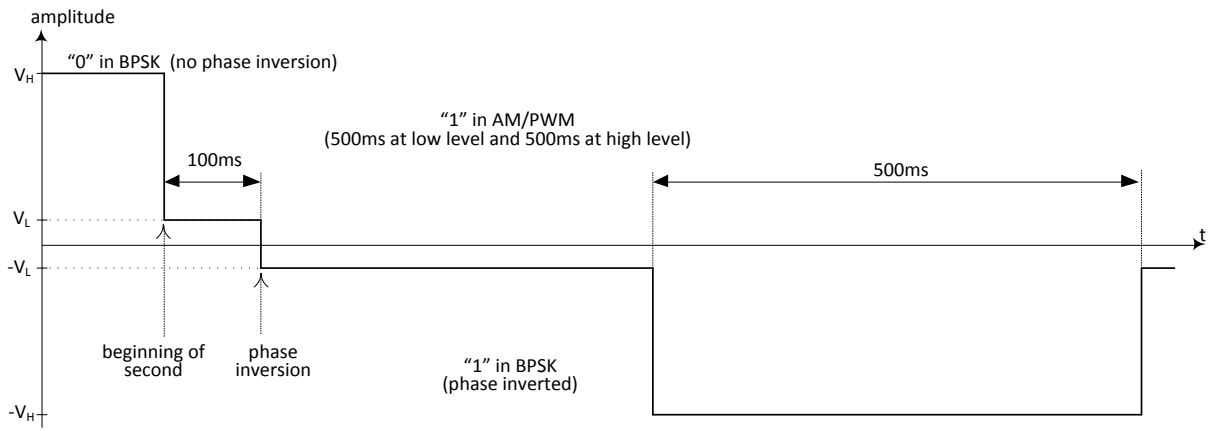 amplitude
"0" in BPSK (no phase inversion)
VH
"1" in AM/PWM
(500ms at low level and 500ms at high level)
100ms
500ms
VL
t
-VL
beginning of
second
phase
inversion
"1" in BPSK
(phase inverted)
-VH